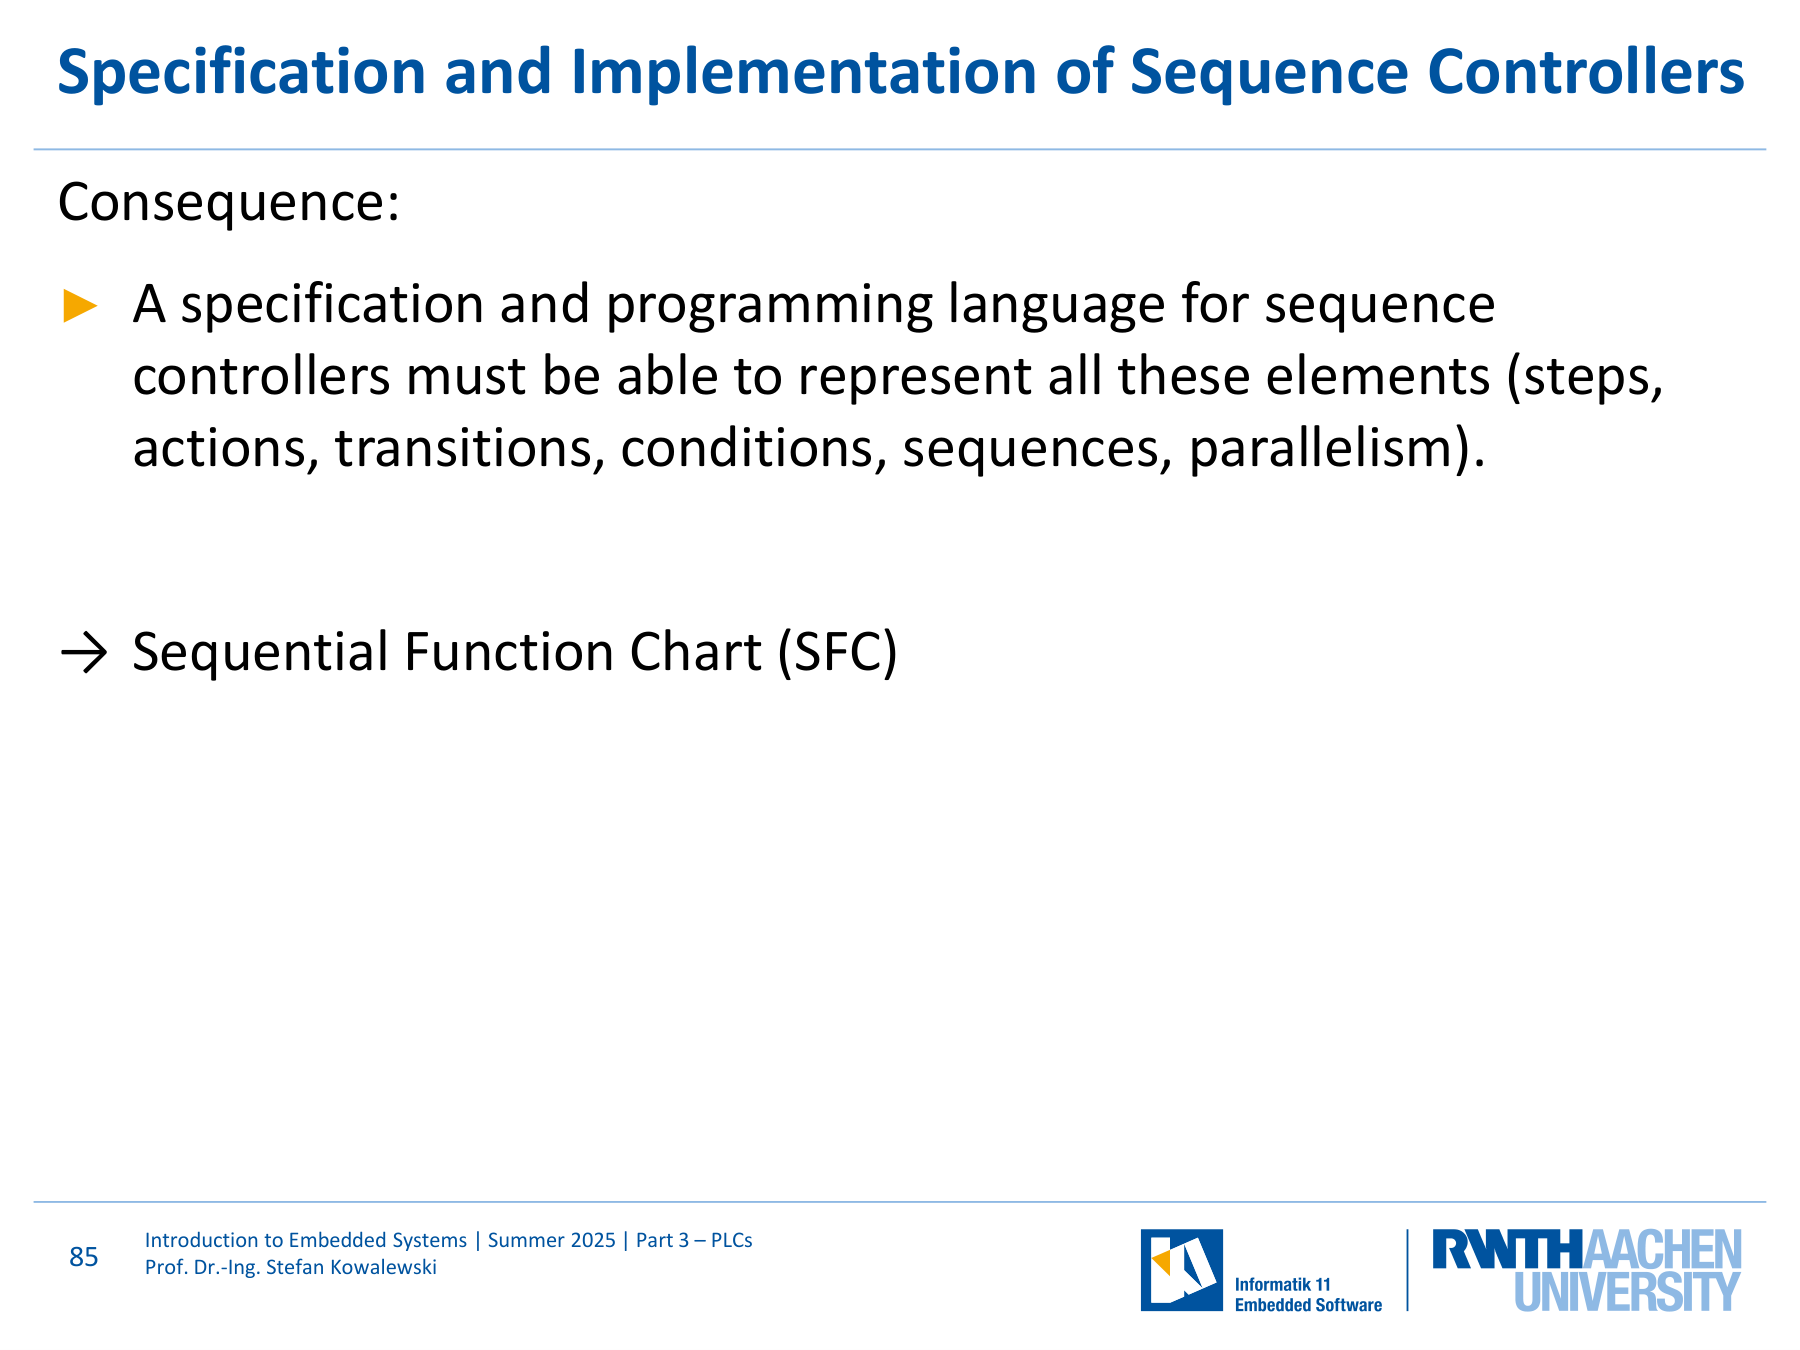 Specification and Implementation of Sequence Controllers
Consequence:
► A specification and programming language for sequence
controllers must be able to represent all these elements (steps,
actions, transitions, conditions, sequences, parallelism).
→ Sequential Function Chart (SFC)
85
Introduction to Embedded Systems | Summer 2025 | Part 3 – PLCs
Prof. Dr.-Ing. Stefan Kowalewski
Informatik 11
Embedded Software
RWTHAACHEN
UNIVERSITY